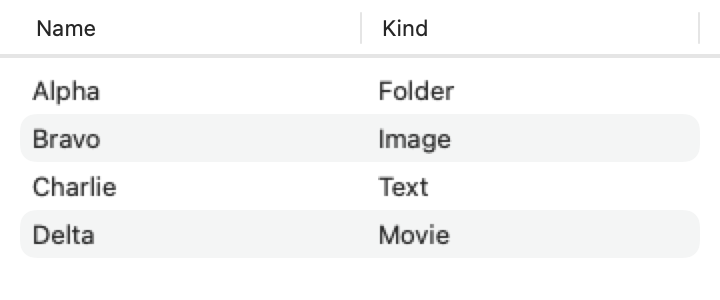 Name Kind
Alpha Folder
Bravo Image
Charlie Text
Delta Movie